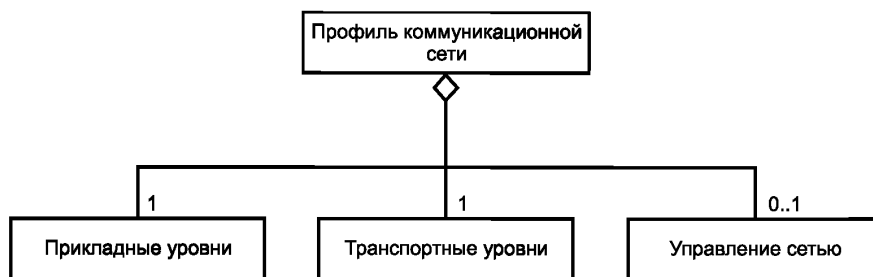 Профиль коммуникационной
сети
1
1
0..1
Прикладные уровни
Транспортные уровни
Управление сетью